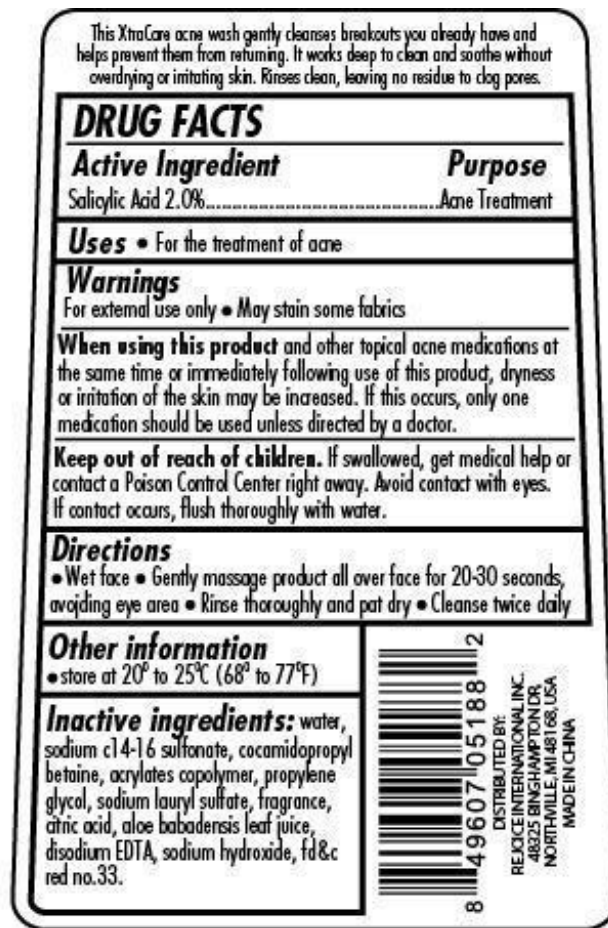 This XtraCare acne wash gently cleanses breakouts you already have and
helps prevent them from returning. It works deep to clean and soothe without
overdrying or irritating skin. Rinses clean, leaving no residue to clog pores.
DRUG FACTS
Active Ingredient Purpose
Salicylic Acid 2.0%......................................................Acne Treatment
Uses • For the treatment of acne
Warnings
For external use only • May stain some fabrics
When using this product and other topical acne medications at
the same time or immediately following use of this product, dryness
or irritation of the skin may be increased. If this occurs, only one
medication should be used unless directed by a doctor.
Keep out of reach of children. If swallowed, get medical help or
contact a Poison Control Center right away. Avoid contact with eyes.
If contact occurs, flush thoroughly with water.
Directions
• Wet face • Gently massage product all over face for 20-30 seconds,
avoiding eye area • Rinse thoroughly and pat dry • Cleanse twice daily
Other information
• store at 20° to 25°C (68° to 77°F)
Inactive ingredients: water,
sodium c14-16 sulfonate, cocamidopropyl
betaine, acrylates copolymer, propylene
glycol, sodium lauryl sulfate, fragrance,
citric acid, aloe babadensis leaf juice,
disodium EDTA, sodium hydroxide, fd&c
red no.33.
8 49607 05188 2
DISTRIBUTED BY:
REJOICE INTERNATIONAL INC.
48325 BINGHAMPTON DR,
NORTHVILLE, MI 48168, USA
MADE IN CHINA